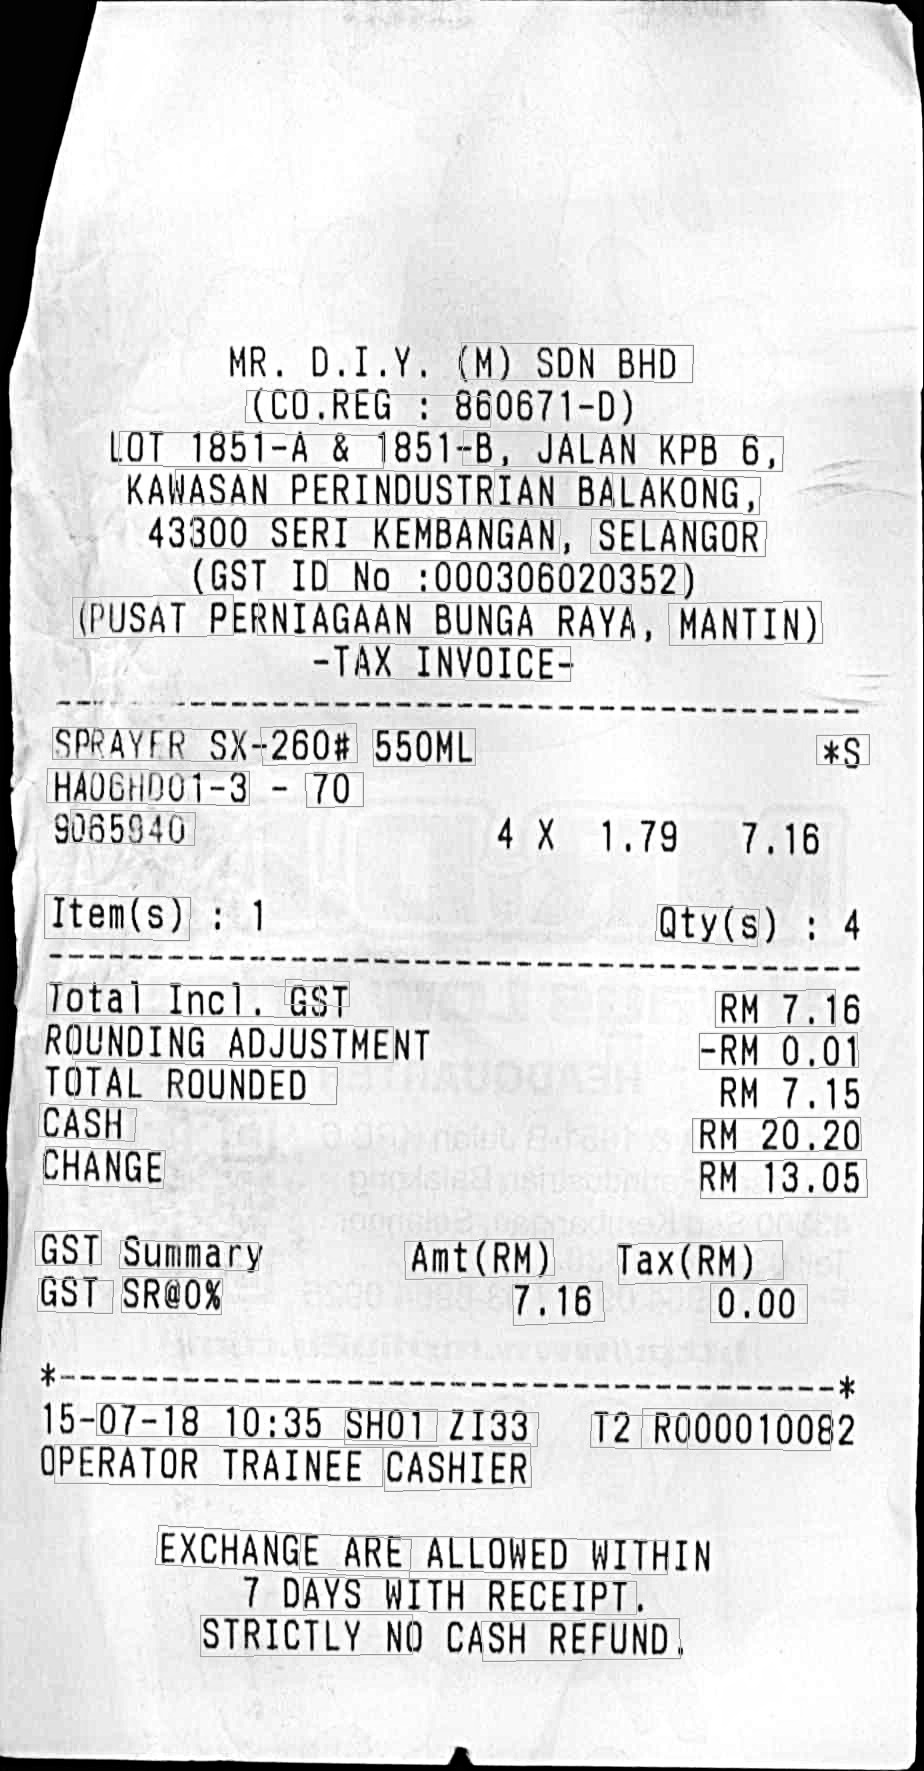 MR. D.I.Y. (M) SDN BHD
(CO.REG : 860671-D)
LOT 1851-A & 1851-B, JALAN KPB 6,
KAWASAN PERINDUSTRIAN BALAKONG,
43300 SERI KEMBANGAN, SELANGOR
(GST ID No :000306020352)
(PUSAT PERNIAGAAN BUNGA RAYA, MANTIN)
-TAX INVOICE-
SPRAYER SX-260# 550ML *S
HA06HD01-3 - 70
9065940 4 X 1.79 7.16
Item(s) : 1 Qty(s) : 4
Total Incl. GST RM 7.16
ROUNDING ADJUSTMENT -RM 0.01
TOTAL ROUNDED RM 7.15
CASH RM 20.20
CHANGE RM 13.05
GST Summary Amt(RM) Tax(RM)
GST SR@0% 7.16 0.00
*--------------------------------------*
15-07-18 10:35 SH01 ZI33 T2 R000010082
OPERATOR TRAINEE CASHIER
EXCHANGE ARE ALLOWED WITHIN
7 DAYS WITH RECEIPT.
STRICTLY NO CASH REFUND.